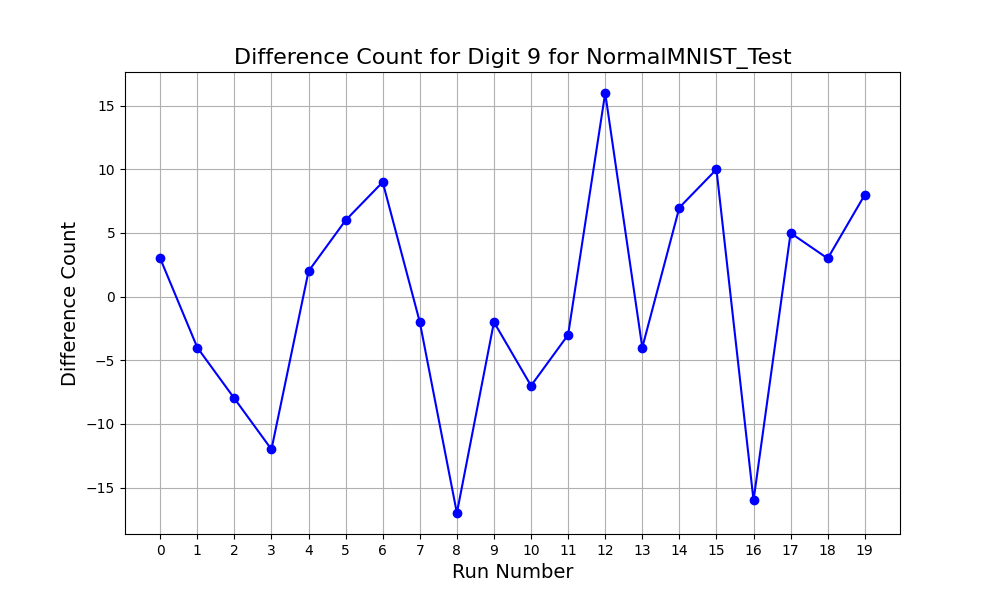 Difference Count for Digit 9 for NormalMNIST_Test
Difference Count
15
10
5
0
−5
−10
−15
0 1 2 3 4 5 6 7 8 9 10 11 12 13 14 15 16 17 18 19
Run Number